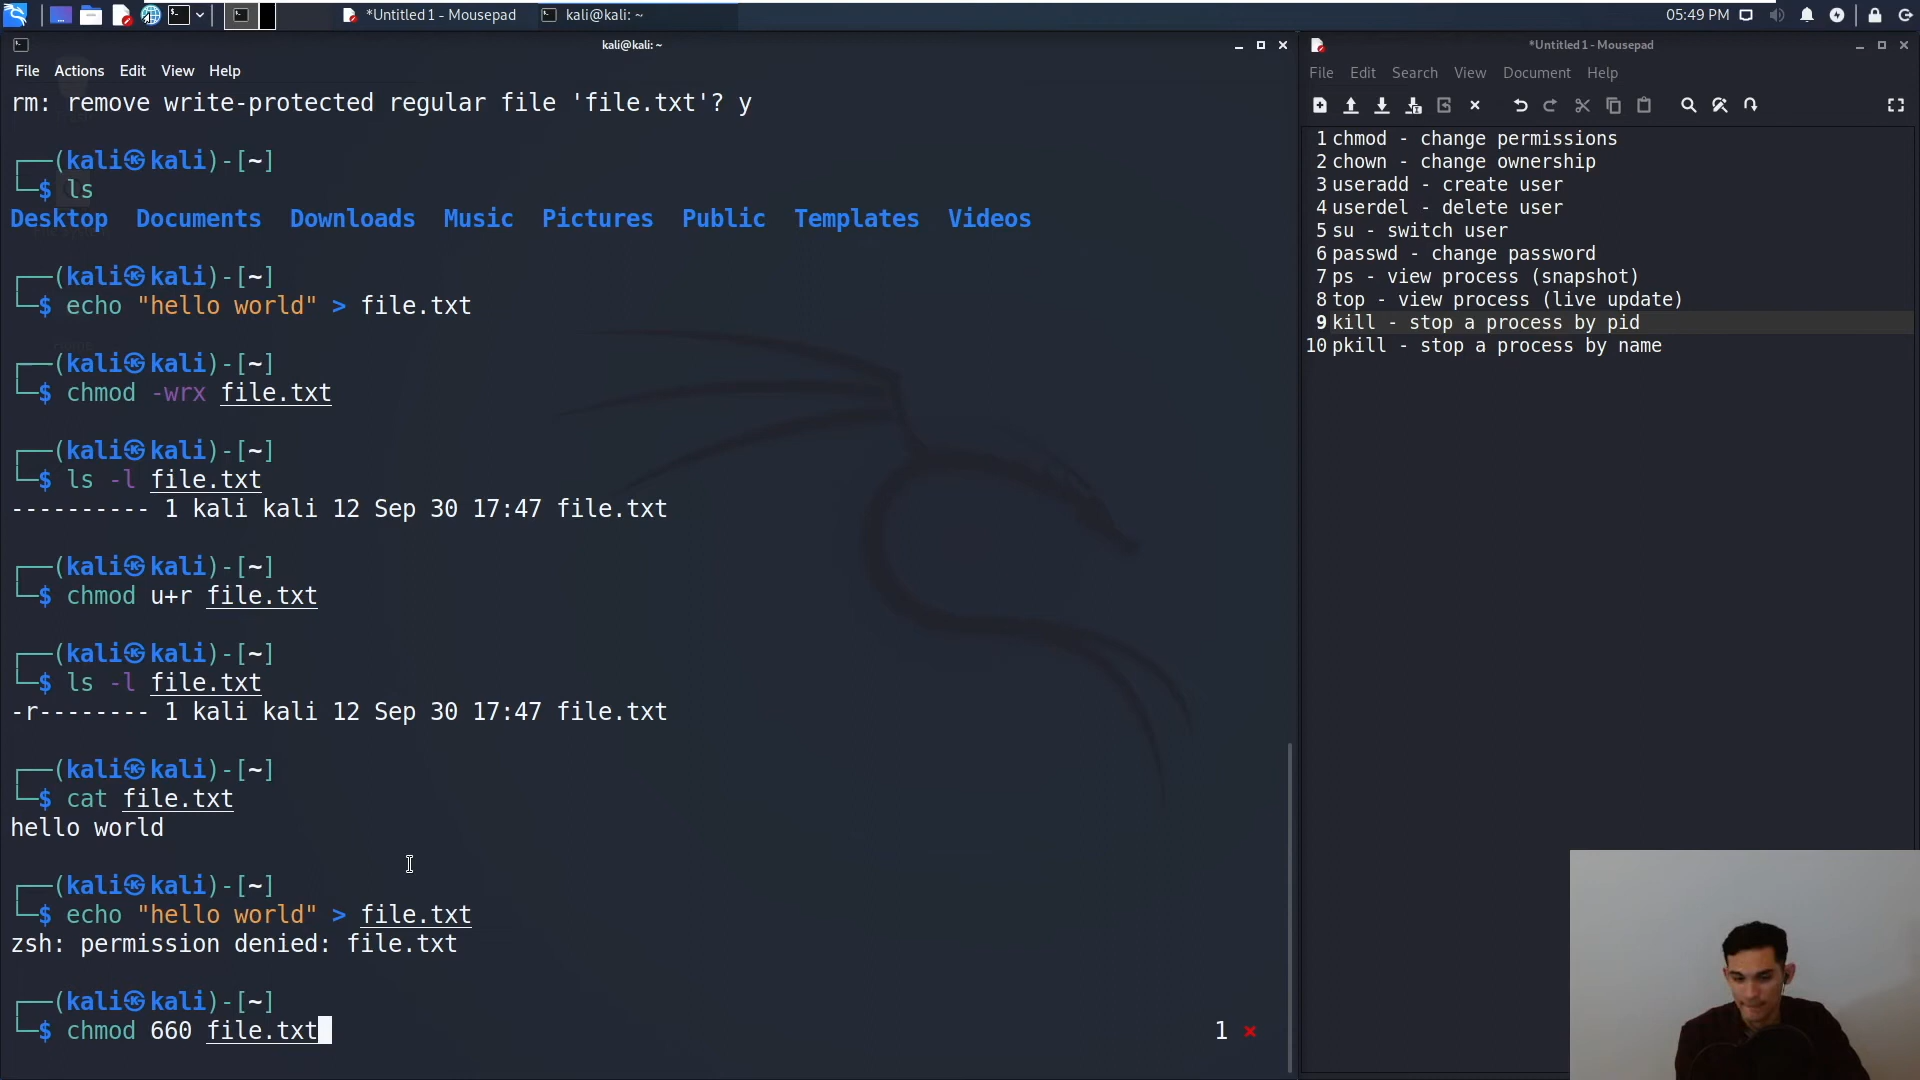 *Untitled 1 - Mousepad
kali@kali: ~
05:49 PM
kali@kali: ~
File Actions Edit View Help
rm: remove write-protected regular file 'file.txt'? y
┌──(kali㉿kali)-[~]
└─$ ls
Desktop Documents Downloads Music Pictures Public Templates Videos
┌──(kali㉿kali)-[~]
└─$ echo "hello world" > file.txt
┌──(kali㉿kali)-[~]
└─$ chmod -wrx file.txt
┌──(kali㉿kali)-[~]
└─$ ls -l file.txt
---------- 1 kali kali 12 Sep 30 17:47 file.txt
┌──(kali㉿kali)-[~]
└─$ chmod u+r file.txt
┌──(kali㉿kali)-[~]
└─$ ls -l file.txt
-r-------- 1 kali kali 12 Sep 30 17:47 file.txt
┌──(kali㉿kali)-[~]
└─$ cat file.txt
hello world
┌──(kali㉿kali)-[~]
└─$ echo "hello world" > file.txt
zsh: permission denied: file.txt
┌──(kali㉿kali)-[~]
└─$ chmod 660 file.txt 1 ⨯
*Untitled 1 - Mousepad
File Edit Search View Document Help
1 chmod - change permissions
2 chown - change ownership
3 useradd - create user
4 userdel - delete user
5 su - switch user
6 passwd - change password
7 ps - view process (snapshot)
8 top - view process (live update)
9 kill - stop a process by pid
10 pkill - stop a process by name